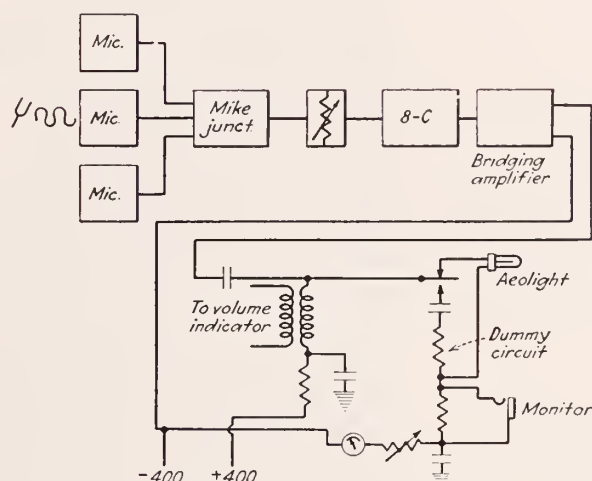 Mic.
Mic.
Mic.
Mike
junct
8-C
Bridging
amplifier
Aeolight
To volume
indicator
Dummy
circuit
Monitor
-400
+400